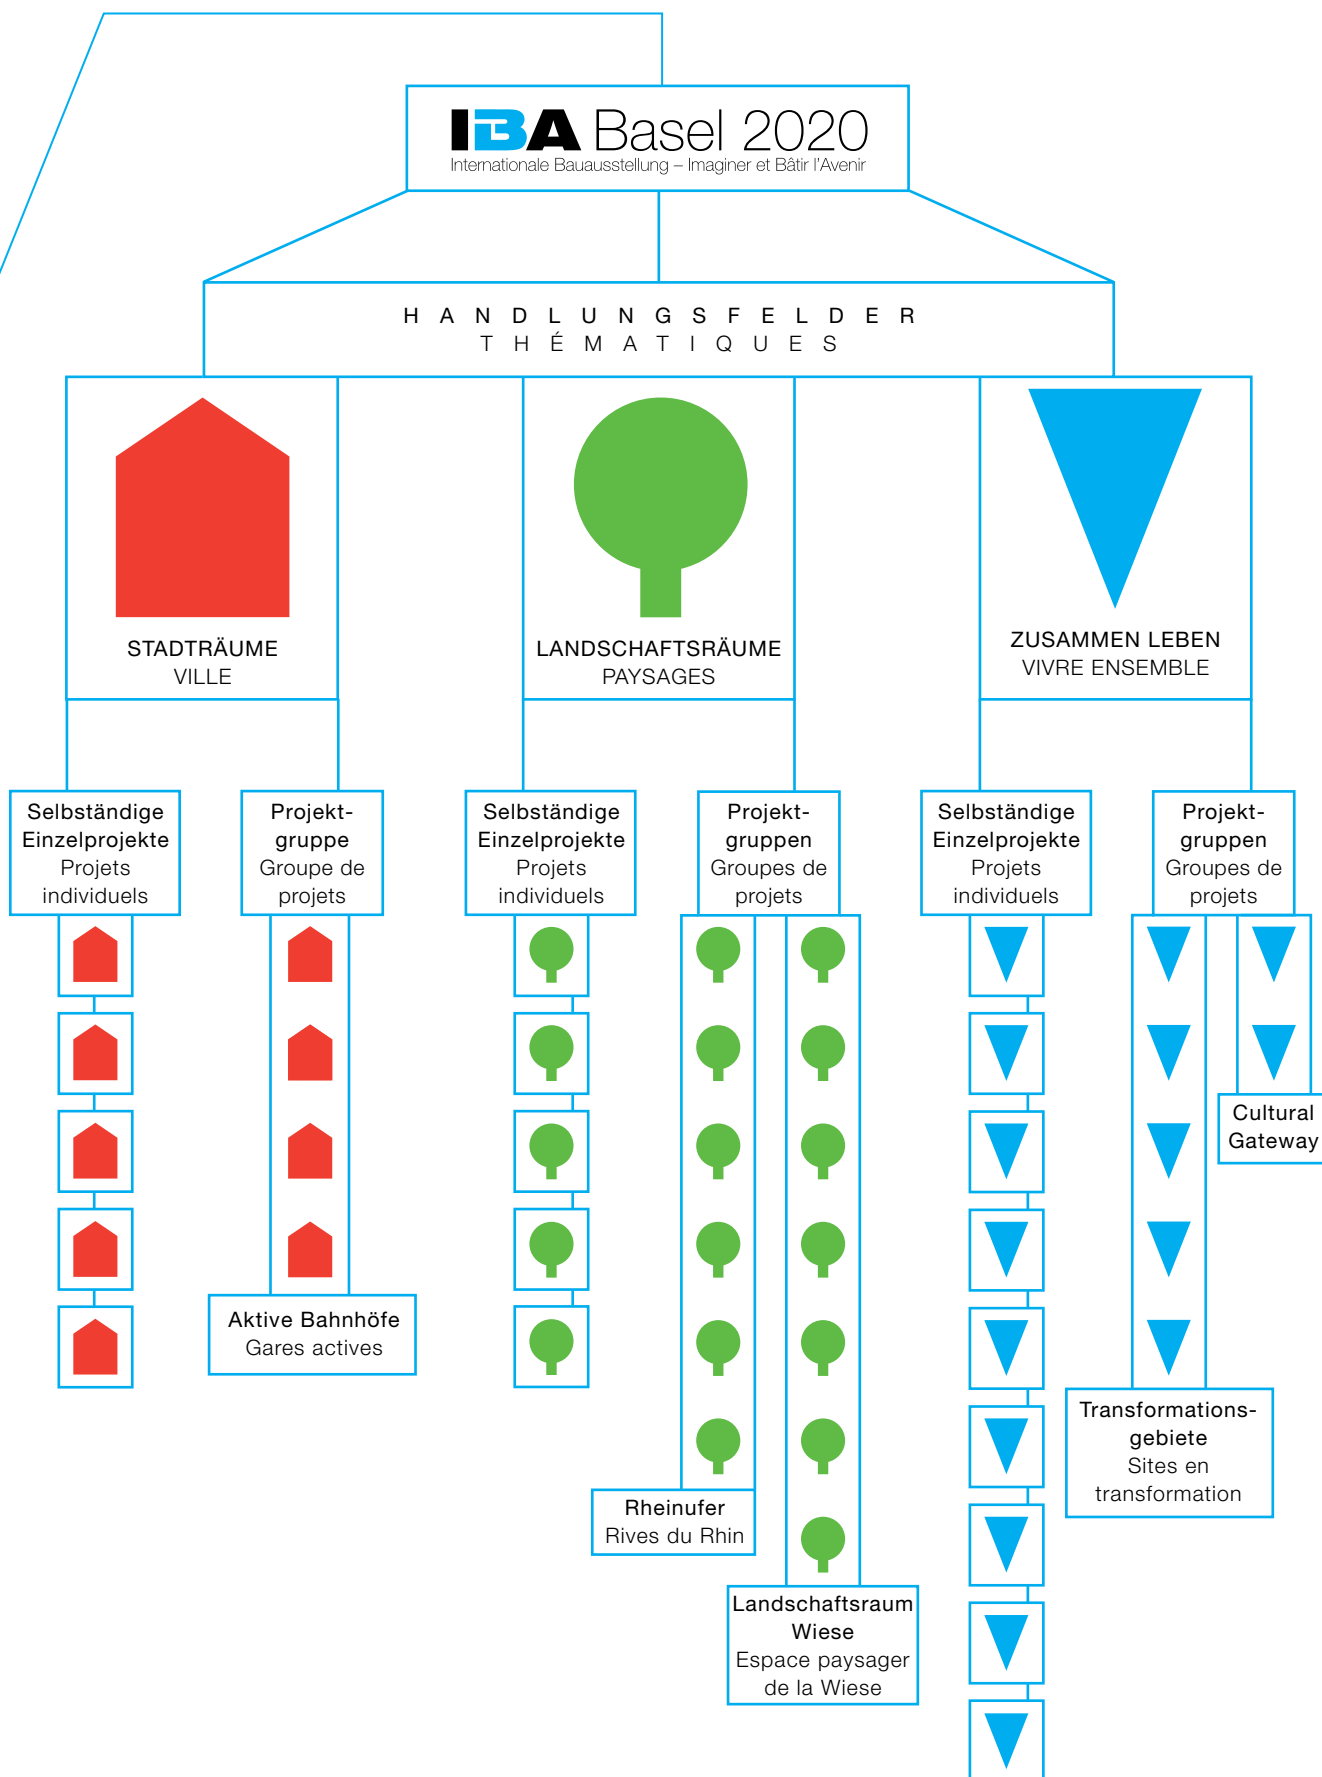 IBA Basel 2020
Internationale Bauausstellung – Imaginer et Bâtir l'Avenir
HANDLUNGSFELDER
THÉMATIQUES
STADTRÄUME
VILLE
LANDSCHAFTSRÄUME
PAYSAGES
ZUSAMMEN LEBEN
VIVRE ENSEMBLE
Selbständige
Einzelprojekte
Projets
individuels
Projekt-
gruppe
Groupe de
projets
Selbständige
Einzelprojekte
Projets
individuels
Projekt-
gruppen
Groupes de
projets
Selbständige
Einzelprojekte
Projets
individuels
Projekt-
gruppen
Groupes de
projets
Cultural
Gateway
Aktive Bahnhöfe
Gares actives
Transformations-
gebiete
Sites en
transformation
Rheinufer
Rives du Rhin
Landschaftsraum
Wiese
Espace paysager
de la Wiese